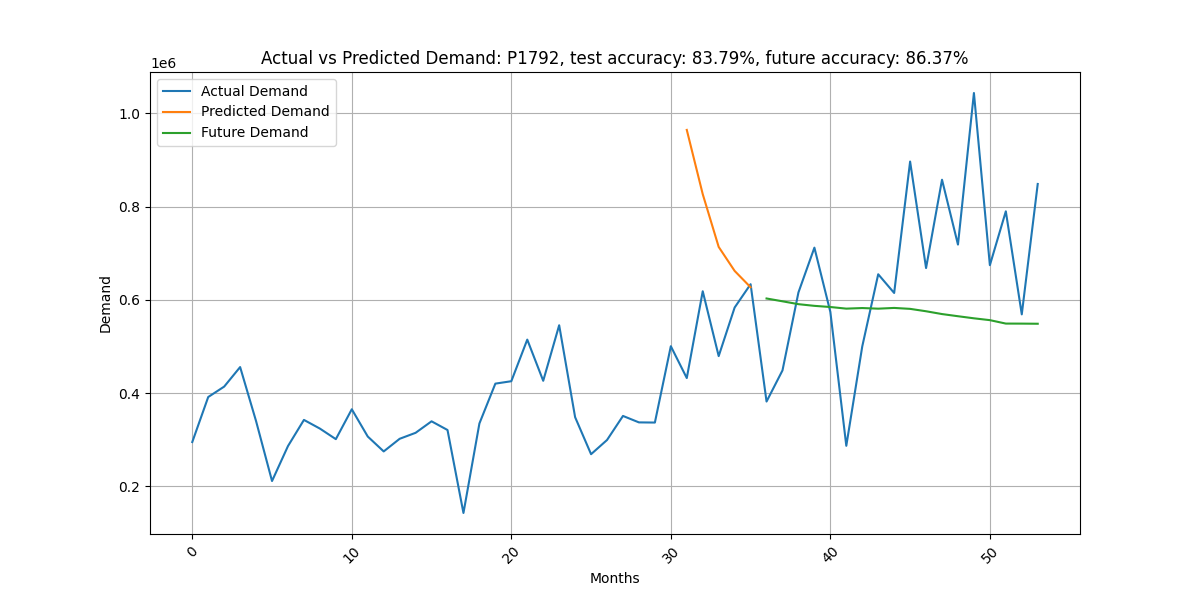 Actual vs Predicted Demand: P1792, test accuracy: 83.79%, future accuracy: 86.37%
1e6
Actual Demand
Predicted Demand
Future Demand
1.0
0.8
0.6
0.4
0.2
Demand
0
10
20
30
40
50
Months